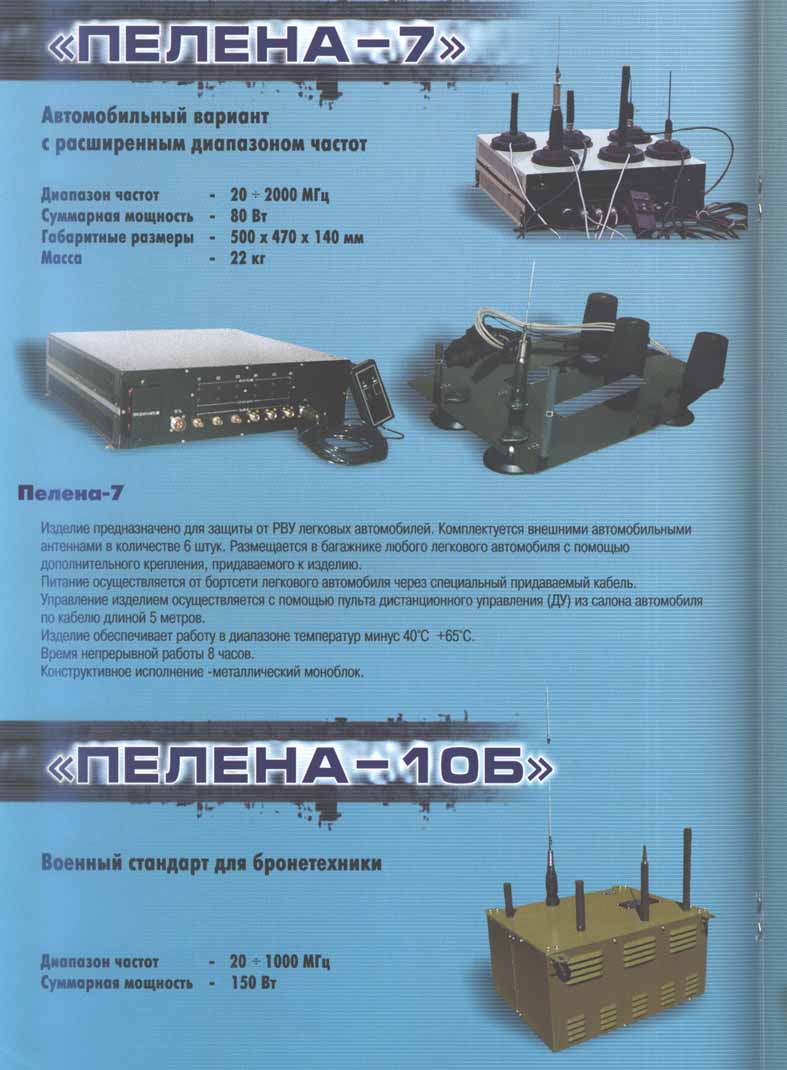 «ПЕЛЕНА-7»
Автомобильный вариант
с расширенным диапазоном частот
Диапазон частот - 20 ÷ 2000 МГц
Суммарная мощность - 80 Вт
Габаритные размеры - 500 х 470 х 140 мм
Масса - 22 кг
Пелена-7
Изделие предназначено для защиты от РВУ легковых автомобилей. Комплектуется внешними автомобильными
антеннами в количестве 6 штук. Размещается в багажнике любого легкового автомобиля с помощью
дополнительного крепления, придаваемого к изделию.
Питание осуществляется от бортсети легкового автомобиля через специальный придаваемый кабель.
Управление изделием осуществляется с помощью пульта дистанционного управления (ДУ) из салона автомобиля
по кабелю длиной 5 метров.
Изделие обеспечивает работу в диапазоне температур минус 40°С +65°С.
Время непрерывной работы 8 часов.
Конструктивное исполнение -металлический моноблок.
«ПЕЛЕНА-10Б»
Военный стандарт для бронетехники
Диапазон частот - 20 ÷ 1000 МГц
Суммарная мощность - 150 Вт